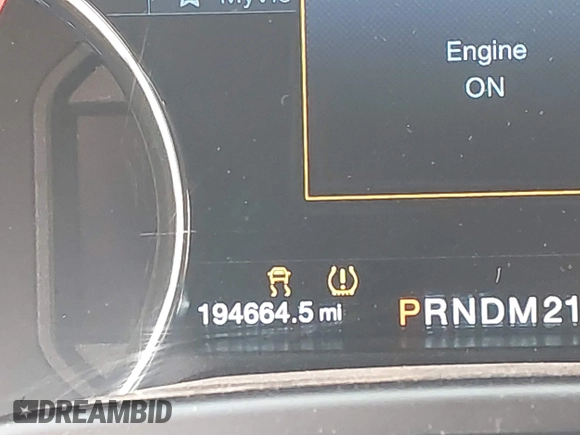 Engine
ON
194664.5 mi
PRNDM21
DREAMBID